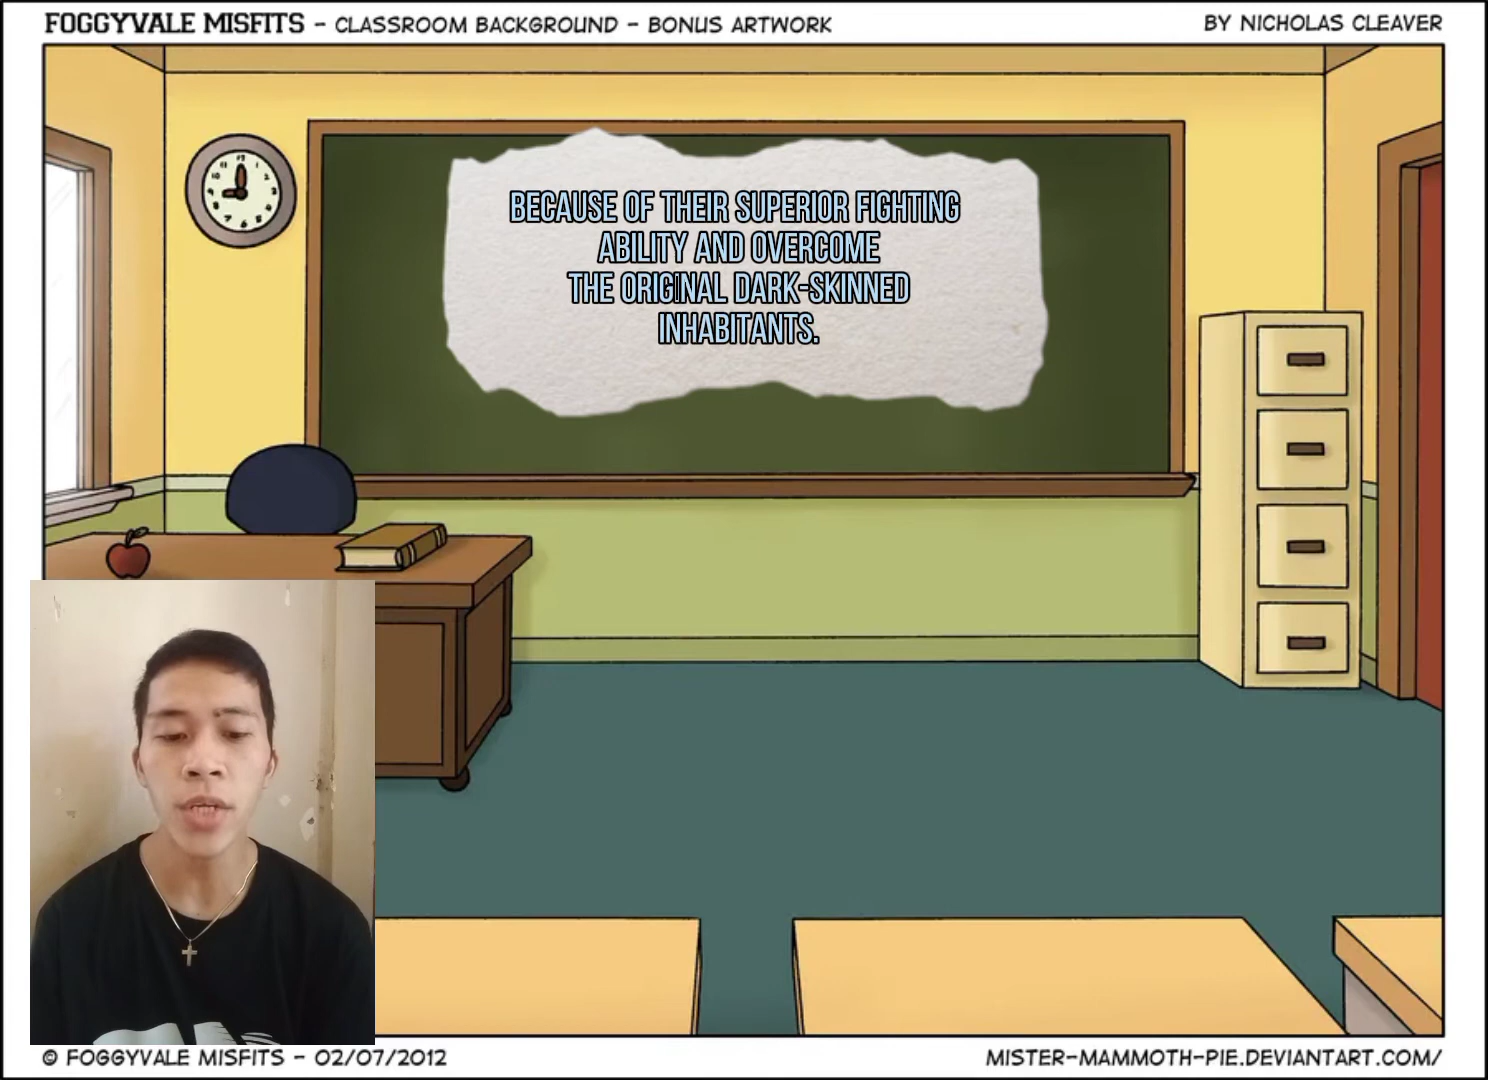 FOGGYVALE MISFITS - CLASSROOM BACKGROUND - BONUS ARTWORK
BY NICHOLAS CLEAVER
BECAUSE OF THEIR SUPERIOR FIGHTING
ABILITY AND OVERCOME
THE ORIGINAL DARK-SKINNED
INHABITANTS.
© FOGGYVALE MISFITS - 02/07/2012
MISTER-MAMMOTH-PIE.DEVIANTART.COM/